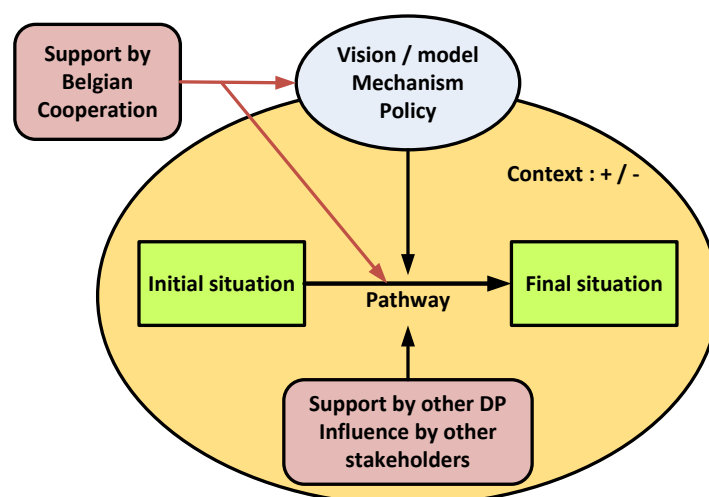 Support by
Belgian
Cooperation
Vision / model
Mechanism
Policy
Context : + / -
Initial situation
Pathway
Final situation
Support by other DP
Influence by other
stakeholders